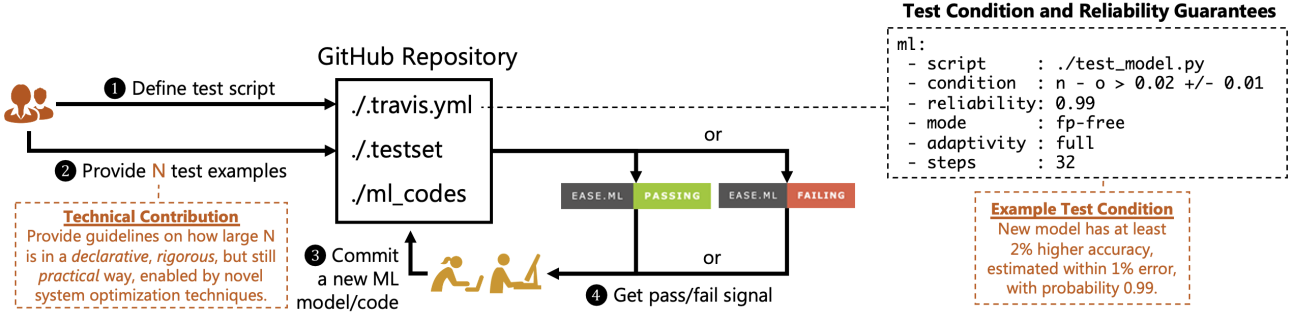 Test Condition and Reliability Guarantees
ml:
- script : ./test_model.py
- condition : n - o > 0.02 +/- 0.01
- reliability: 0.99
- mode : fp-free
- adaptivity : full
- steps : 32
GitHub Repository
1 Define test script
./.travis.yml
./.testset
./ml_codes
2 Provide N test examples
Technical Contribution
Provide guidelines on how large N
is in a declarative, rigorous, but still
practical way, enabled by novel
system optimization techniques.
or
EASE.ML PASSING
EASE.ML FAILING
3 Commit
a new ML
model/code
or
4 Get pass/fail signal
Example Test Condition
New model has at least
2% higher accuracy,
estimated within 1% error,
with probability 0.99.